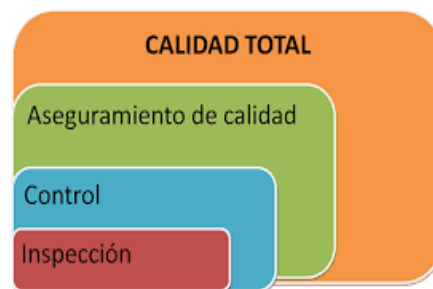 CALIDAD TOTAL
Aseguramiento de calidad
Control
Inspección